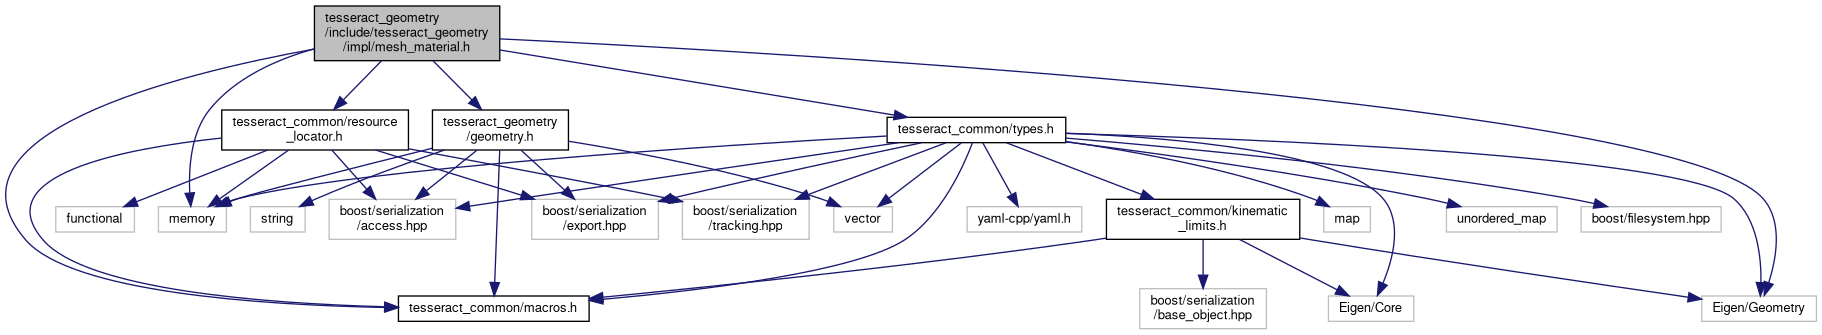 tesseract_geometry
/include/tesseract_geometry
/impl/mesh_material.h
tesseract_common/resource
_locator.h
tesseract_geometry
/geometry.h
tesseract_common/types.h
functional
memory
string
boost/serialization
/access.hpp
boost/serialization
/export.hpp
boost/serialization
/tracking.hpp
vector
yaml-cpp/yaml.h
tesseract_common/kinematic
_limits.h
map
unordered_map
boost/filesystem.hpp
tesseract_common/macros.h
boost/serialization
/base_object.hpp
Eigen/Core
Eigen/Geometry